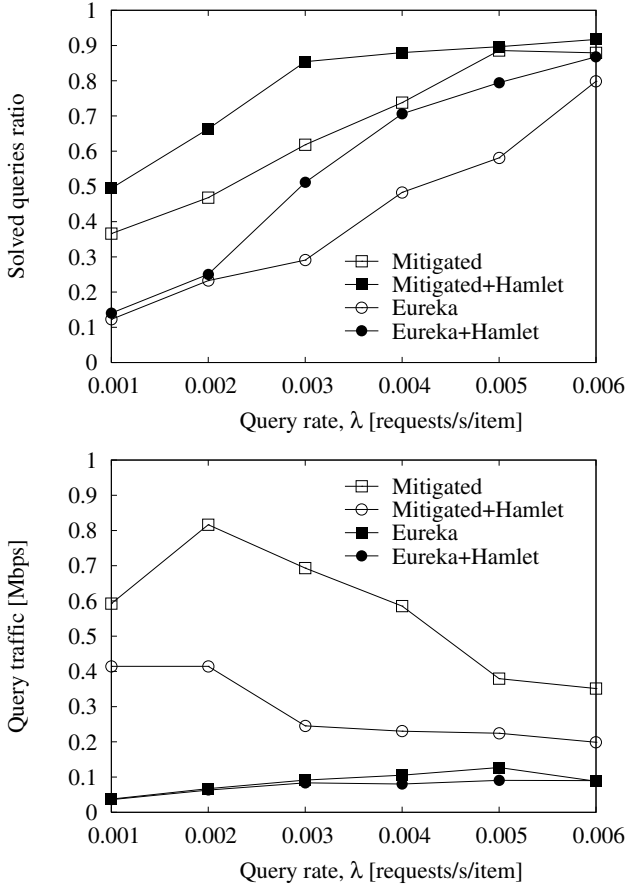 1
0.9
0.8
0.7
0.6
0.5
0.4
0.3
0.2
0.1
0
Solved queries ratio
Mitigated
Mitigated+Hamlet
Eureka
Eureka+Hamlet
0.001 0.002 0.003 0.004 0.005 0.006
Query rate, λ [requests/s/item]
1
0.9
0.8
0.7
0.6
0.5
0.4
0.3
0.2
0.1
0
Query traffic [Mbps]
Mitigated
Mitigated+Hamlet
Eureka
Eureka+Hamlet
0.001 0.002 0.003 0.004 0.005 0.006
Query rate, λ [requests/s/item]